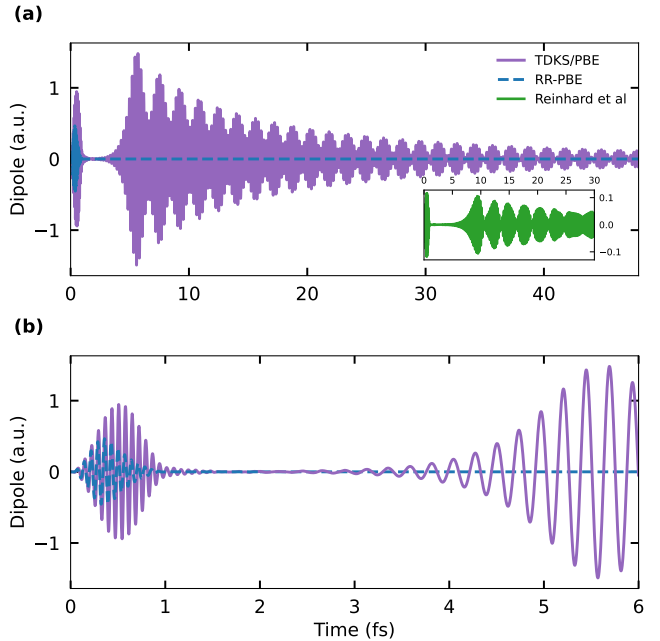 (a)
Dipole (a.u.)
1
0
−1
TDKS/PBE
RR-PBE
Reinhard et al
0 5 10 15 20 25 30
0.1
0.0
−0.1
0 10 20 30 40
(b)
Dipole (a.u.)
1
0
−1
0 1 2 3 4 5 6
Time (fs)